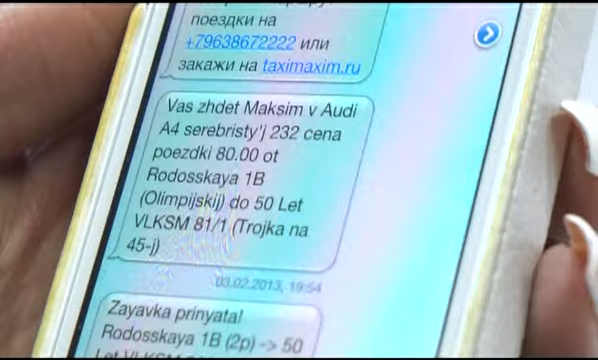 поездки на
+79638672222 или
закажи на taximaxim.ru
Vas zhdet Maksim v Audi
A4 serebristy'j 232 cena
poezdki 80.00 ot
Rodosskaya 1B
(Olimpijskij) do 50 Let
VLKSM 81/1 (Trojka na
45-j)
03.02.2013, 19:54
Zayavka prinyata!
Rodosskaya 1B (2p) -> 50
Let VLKSM